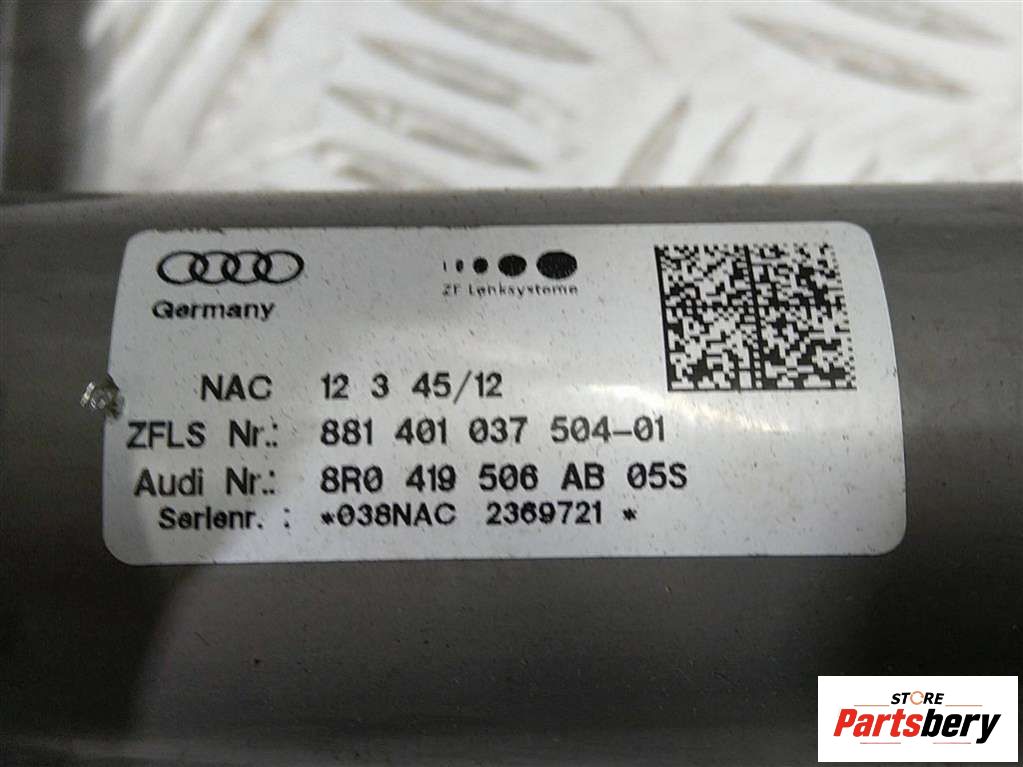 Germany
ZF Lenksysteme
NAC 12 3 45/12
ZFLS Nr.: 881 401 037 504-01
Audi Nr.: 8R0 419 506 AB 05S
Serienr. : *038NAC 2369721 *
STORE
Partsbery